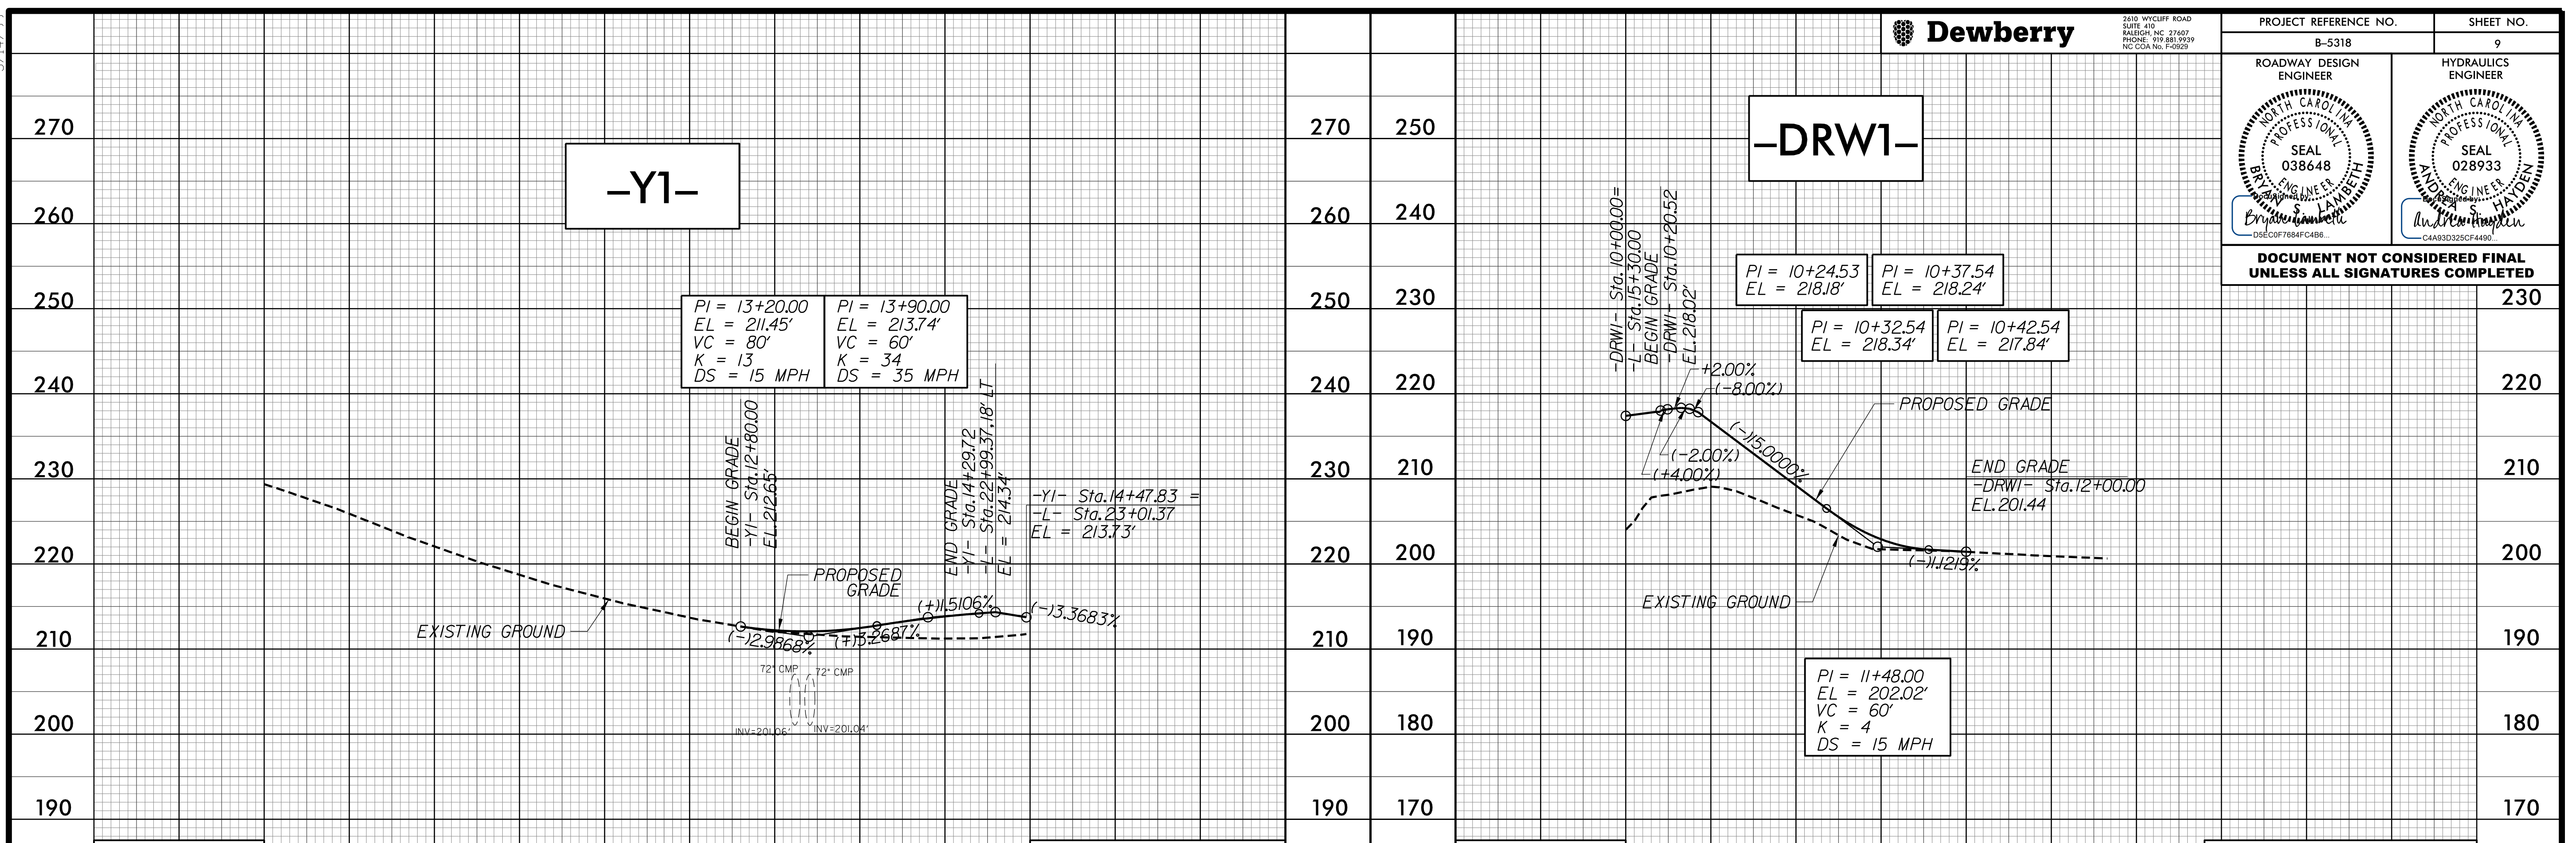 Dewberry
2610 WYCLIFF ROAD
SUITE 410
RALEIGH, NC 27607
PHONE: 919.881.9939
NC COA No. F-0929
PROJECT REFERENCE NO.
SHEET NO.
B–5318
9
ROADWAY DESIGN
ENGINEER
HYDRAULICS
ENGINEER
NORTH CAROLINA
PROFESSIONAL
SEAL
038648
ENGINEER
BRYAN S. LAMBETH
D5EC0F7684FC4B6...
NORTH CAROLINA
PROFESSIONAL
SEAL
028933
ENGINEER
ANDREA S. HAYDEN
C4A93D325CF4490...
DOCUMENT NOT CONSIDERED FINAL
UNLESS ALL SIGNATURES COMPLETED
–Y1–
270
260
250
240
230
220
210
200
190
PI = 13+20.00
EL = 211.45'
VC = 80'
K = 13
DS = 15 MPH
PI = 13+90.00
EL = 213.74'
VC = 60'
K = 34
DS = 35 MPH
BEGIN GRADE
-Y1- Sta.12+80.00
EL.212.65'
END GRADE
-Y1- Sta.14+29.72
-L- Sta.22+99.37,18' LT
EL = 214.34'
-Y1- Sta.14+47.83 =
-L- Sta.23+01.37
EL = 213.73'
PROPOSED
GRADE
EXISTING GROUND
(-)2.9868%
(+)3.2687%
(+)1.5106%
(-)3.3683%
72" CMP
72" CMP
INV=201.06'
INV=201.04'
270
260
250
240
230
220
210
200
190
250
240
230
220
210
200
190
180
170
–DRW1–
-DRW1- Sta. 10+00.00=
-L- Sta.15+30.00
BEGIN GRADE
-DRW1- Sta.10+20.52
EL.218.02'
PI = 10+24.53
EL = 218.18'
PI = 10+37.54
EL = 218.24'
PI = 10+32.54
EL = 218.34'
PI = 10+42.54
EL = 217.84'
+2.00%
(-8.00%)
(-2.00%)
(+4.00%)
(-)15.0000%
PROPOSED GRADE
END GRADE
-DRW1- Sta.12+00.00
EL.201.44
(-)1.1219%
EXISTING GROUND
PI = 11+48.00
EL = 202.02'
VC = 60'
K = 4
DS = 15 MPH
230
220
210
200
190
180
170